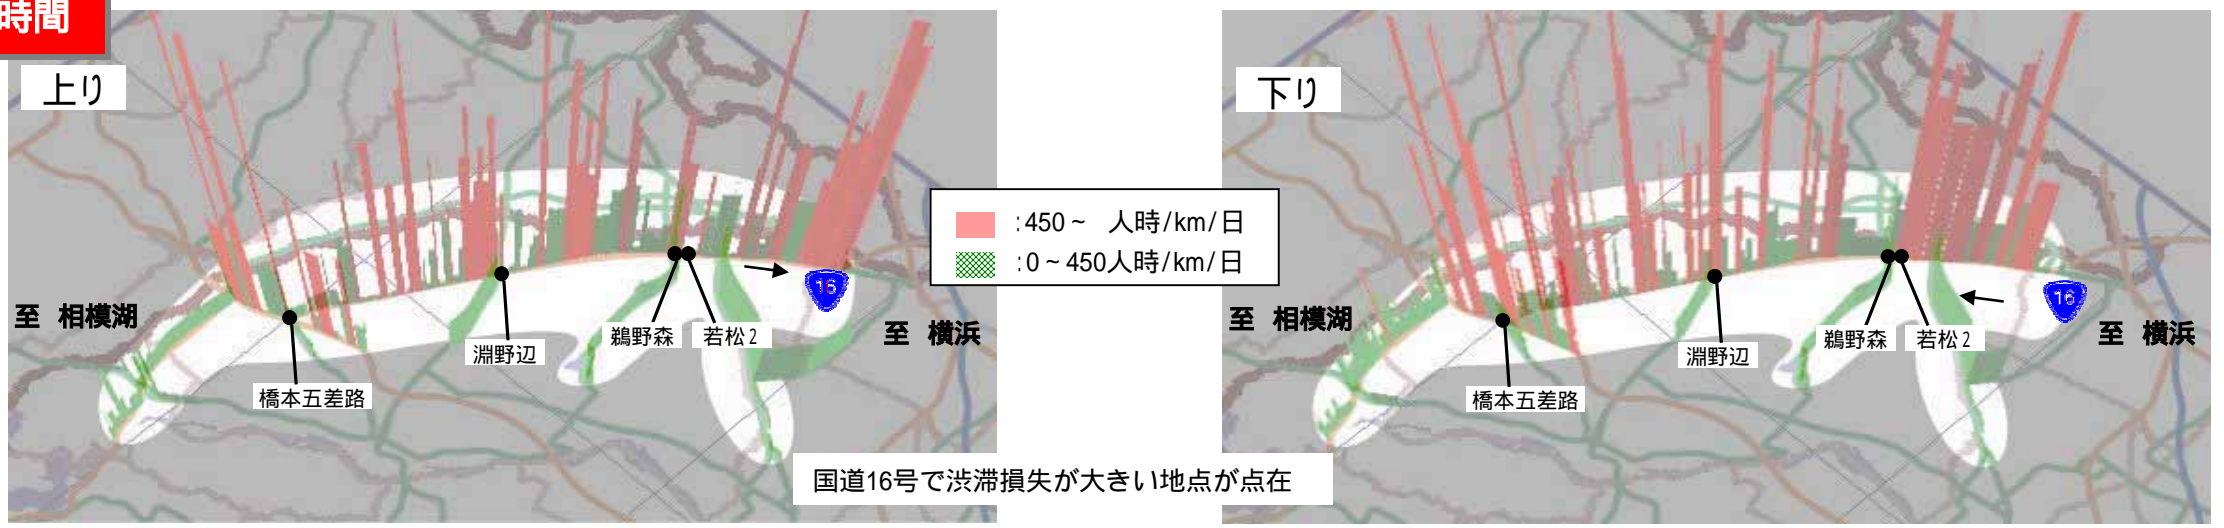 時間
上り
至 相模湖
橋本五差路
淵野辺
鵜野森
若松2
16
至 横浜
:450～ 人時/km/日
:0～450人時/km/日
国道16号で渋滞損失が大きい地点が点在
下り
至 相模湖
橋本五差路
淵野辺
鵜野森
若松2
16
至 横浜